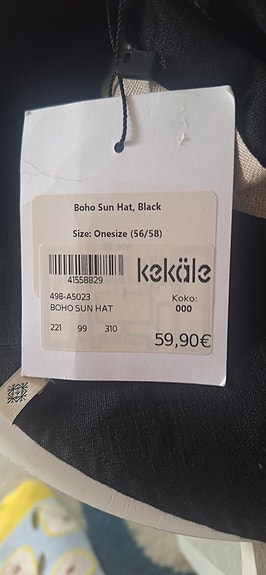 Boho Sun Hat, Black
Size: Onesize (56/58)
kekäle
41558829
498-A5023 Koko:
BOHO SUN HAT 000
221 99 310
59,90€